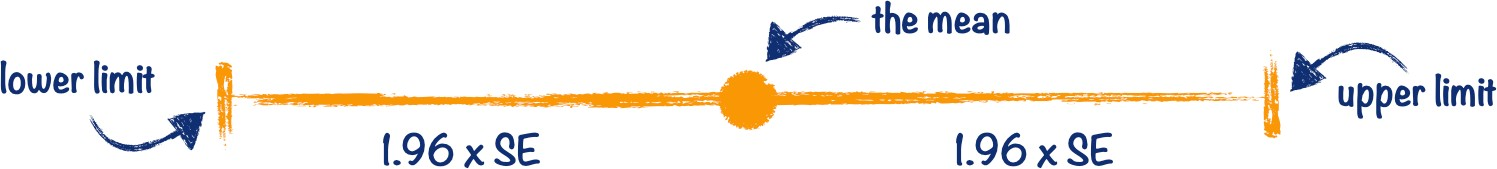 the mean
lower limit
upper limit
1.96 x SE
1.96 x SE